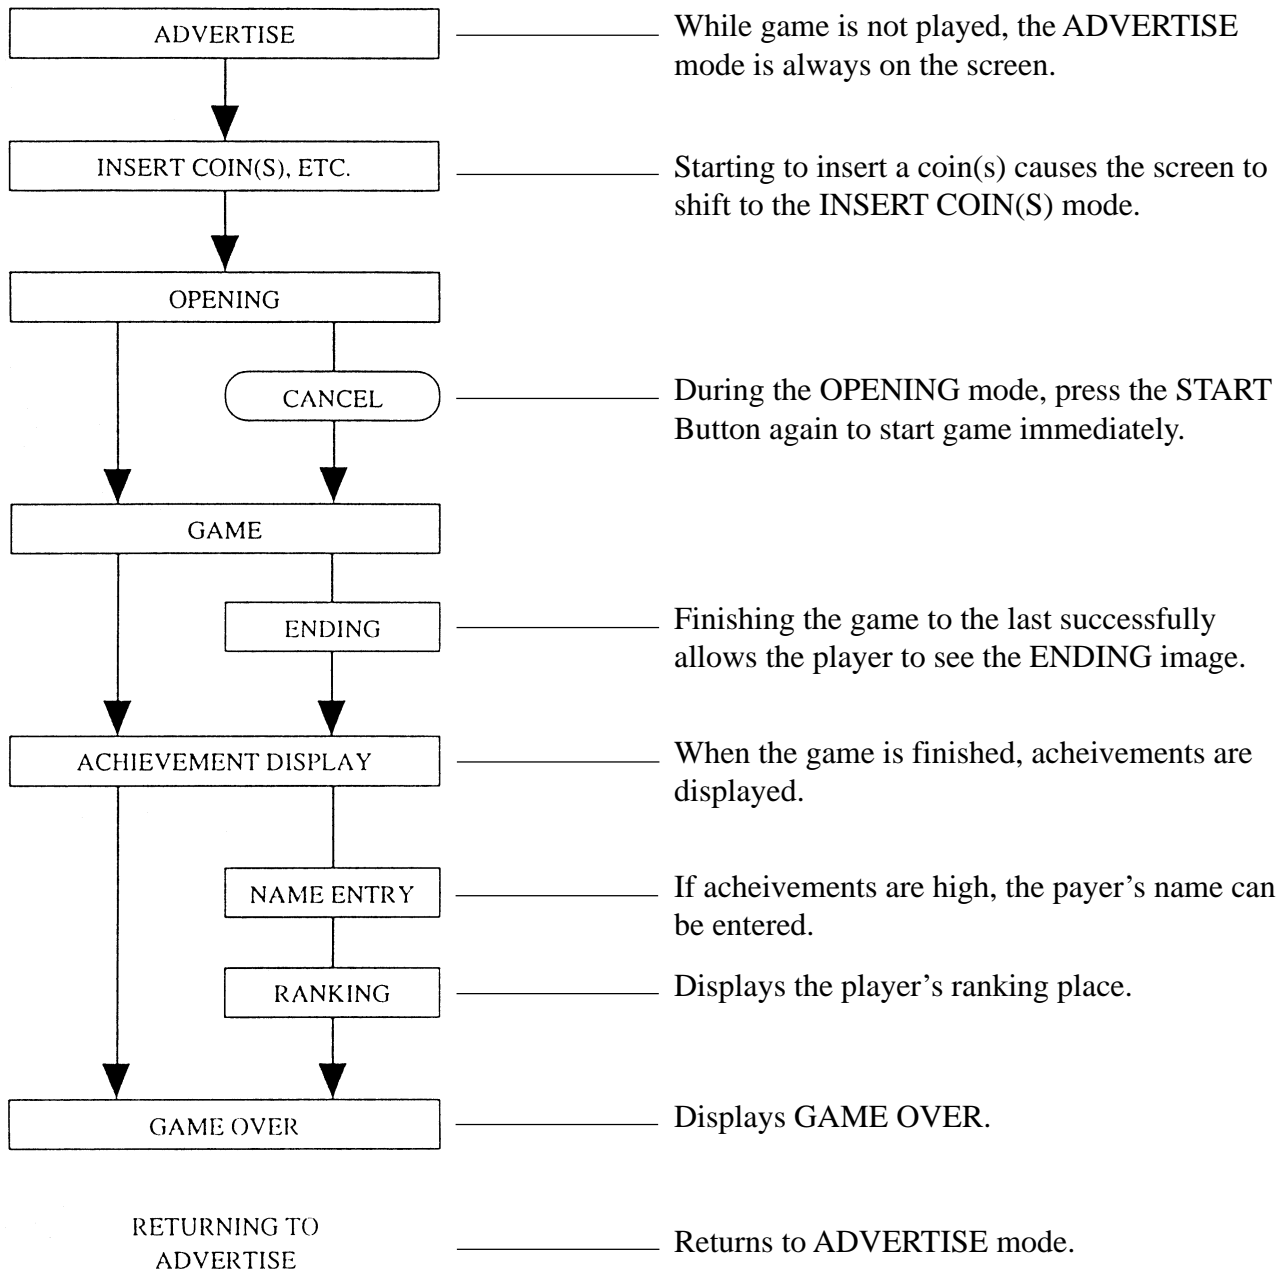 ADVERTISE
While game is not played, the ADVERTISE
mode is always on the screen.
INSERT COIN(S), ETC.
Starting to insert a coin(s) causes the screen to
shift to the INSERT COIN(S) mode.
OPENING
CANCEL
During the OPENING mode, press the START
Button again to start game immediately.
GAME
ENDING
Finishing the game to the last successfully
allows the player to see the ENDING image.
ACHIEVEMENT DISPLAY
When the game is finished, acheivements are
displayed.
NAME ENTRY
If acheivements are high, the payer’s name can
be entered.
RANKING
Displays the player’s ranking place.
GAME OVER
Displays GAME OVER.
RETURNING TO
ADVERTISE
Returns to ADVERTISE mode.